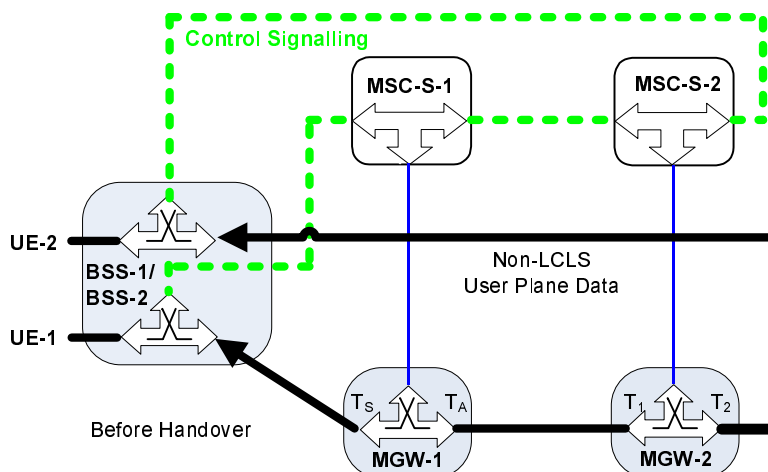 Control Signalling
MSC-S-1
MSC-S-2
UE-2
BSS-1/
BSS-2
Non-LCLS
User Plane Data
UE-1
TS
TA
T1
T2
Before Handover
MGW-1
MGW-2